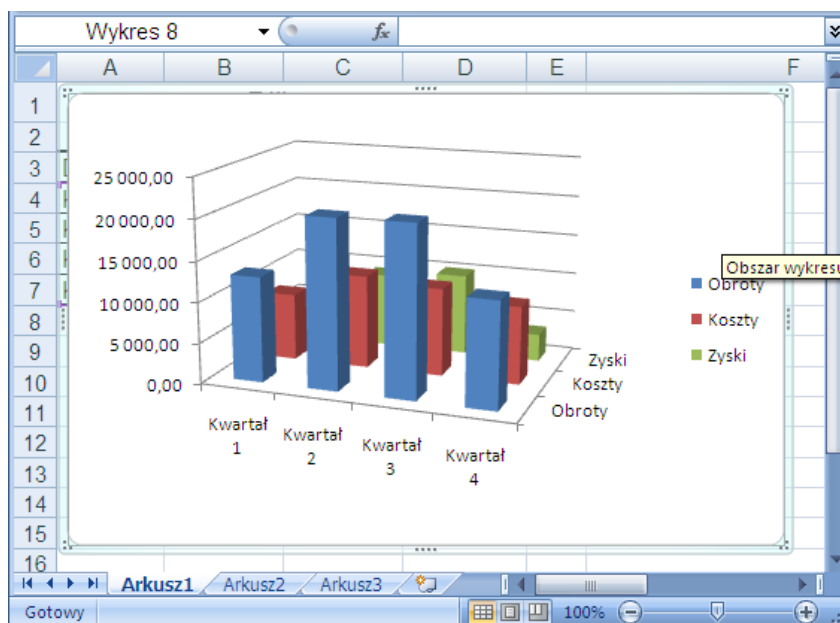 Wykres 8
fx
A B C D E F
1
2
3
4
5
6
7
8
9
10
11
12
13
14
15
16
25 000,00
20 000,00
15 000,00
10 000,00
5 000,00
0,00
Kwartał 1
Kwartał 2
Kwartał 3
Kwartał 4
Zyski
Koszty
Obroty
Obszar wykresu
Obroty
Koszty
Zyski
Arkusz1 Arkusz2 Arkusz3
Gotowy 100%